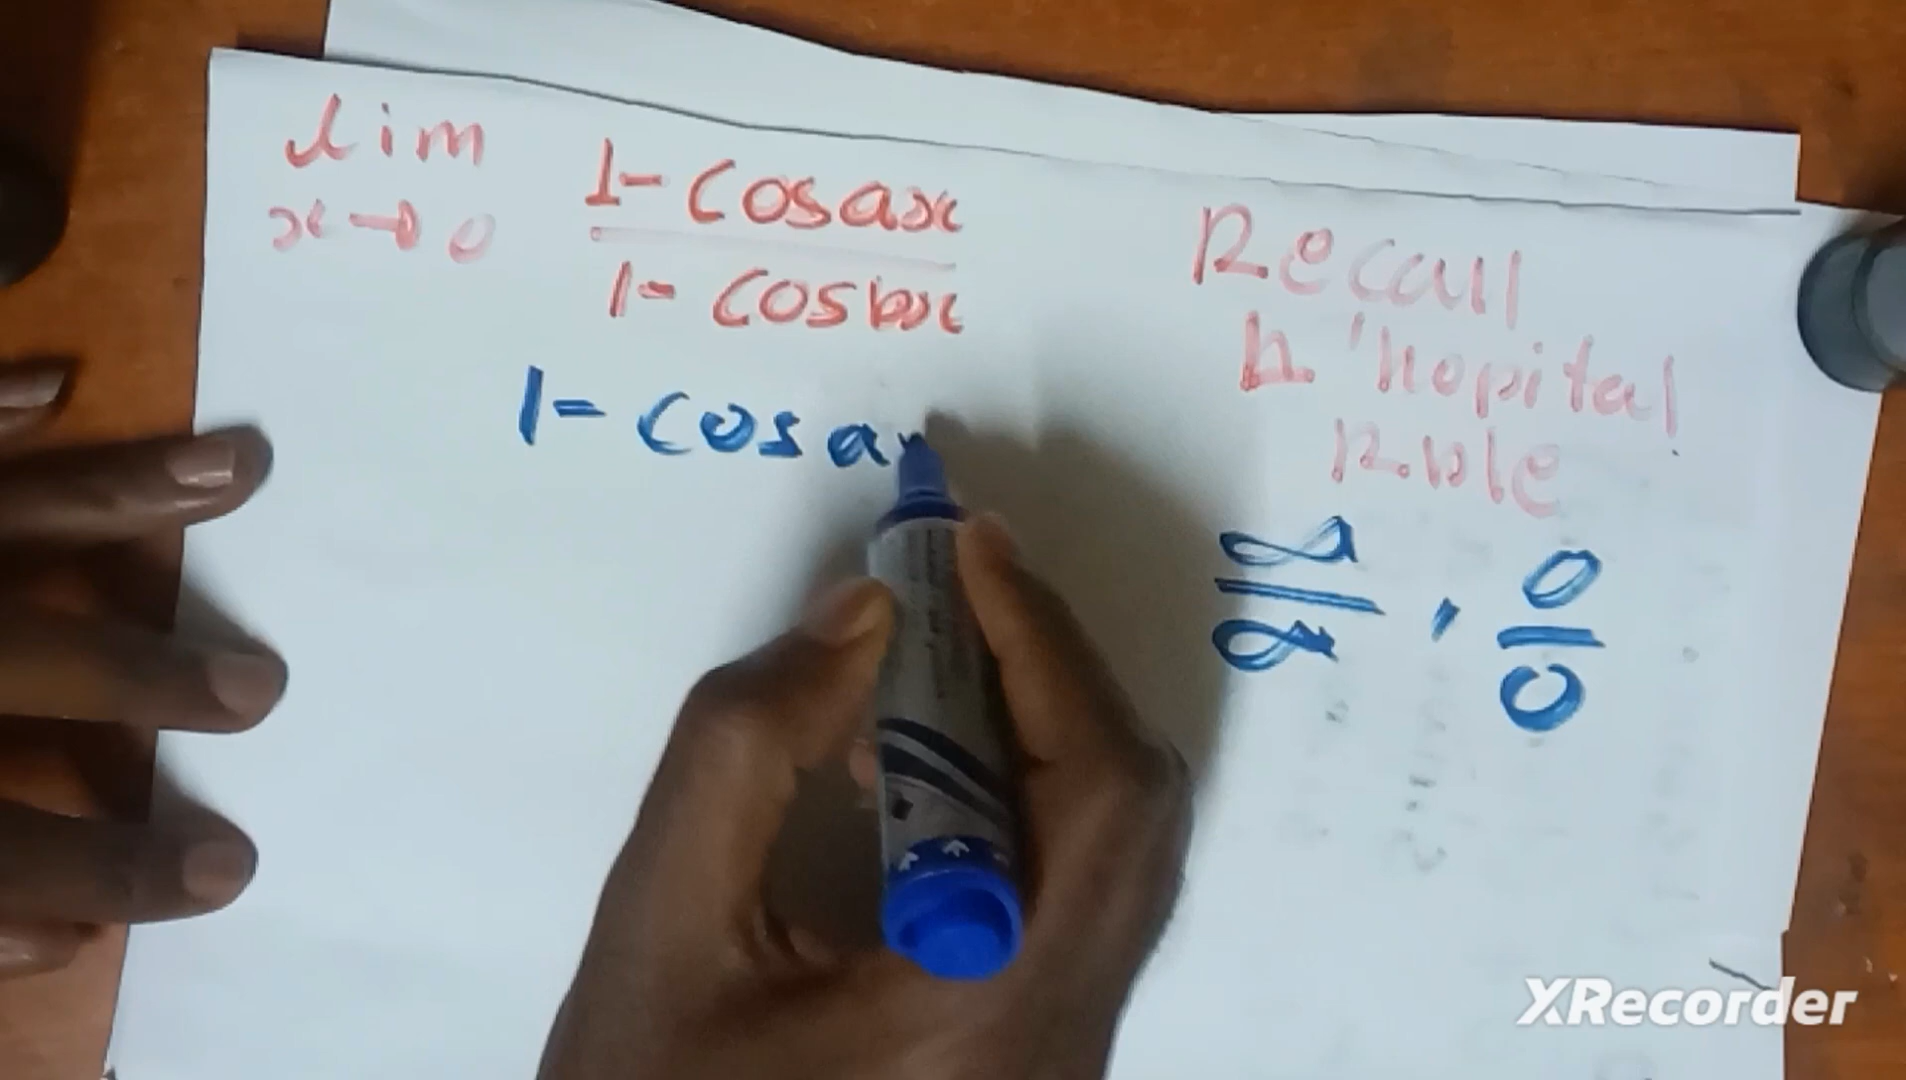 lim 1-cosax
x→0 1-cosbx
Recall
L'hopital
Rule
1-cosa
∞/∞, 0/0
XRecorder